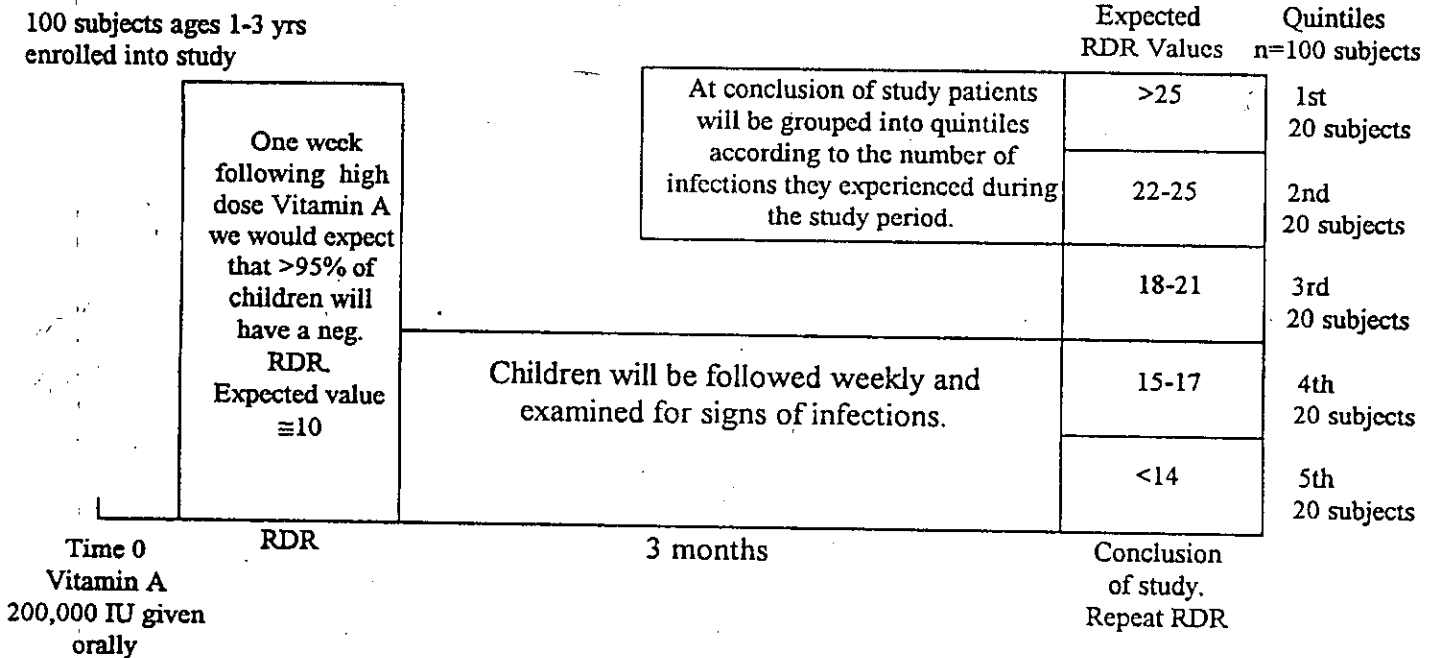 100 subjects ages 1-3 yrs
enrolled into study
Expected
RDR Values
Quintiles
n=100 subjects
One week
following high
dose Vitamin A
we would expect
that >95% of
children will
have a neg.
RDR.
Expected value
≅10
At conclusion of study patients
will be grouped into quintiles
according to the number of
infections they experienced during
the study period.
>25
1st
20 subjects
22-25
2nd
20 subjects
18-21
3rd
20 subjects
Children will be followed weekly and
examined for signs of infections.
15-17
4th
20 subjects
<14
5th
20 subjects
Time 0
Vitamin A
200,000 IU given
orally
RDR
3 months
Conclusion
of study.
Repeat RDR